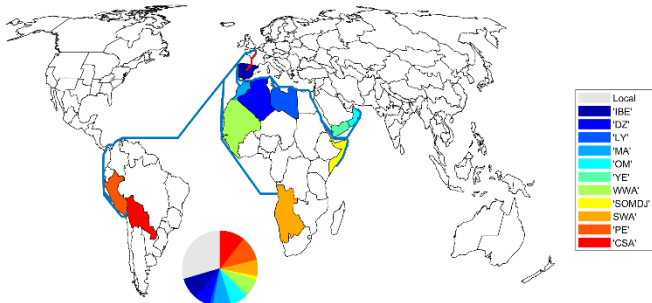 Local
'IBE'
'DZ'
'LY'
'MA'
'OM'
'YE'
WWA'
'SOMDJ'
SWA'
'PE'
'CSA'